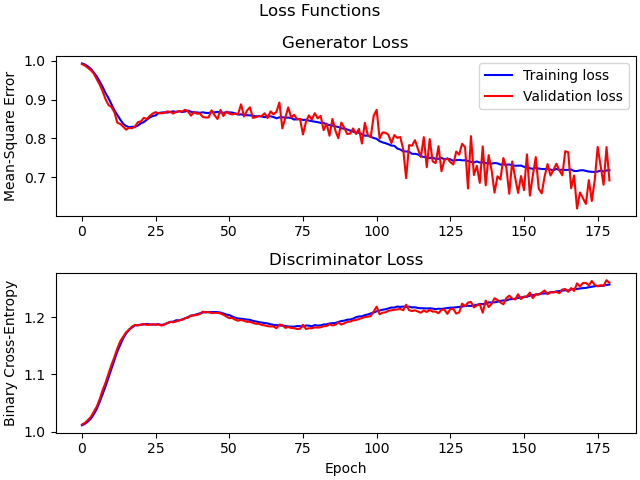 Loss Functions
Generator Loss
Mean-Square Error
1.0
0.9
0.8
0.7
Training loss
Validation loss
0 25 50 75 100 125 150 175
Discriminator Loss
Binary Cross-Entropy
1.2
1.1
1.0
0 25 50 75 100 125 150 175
Epoch